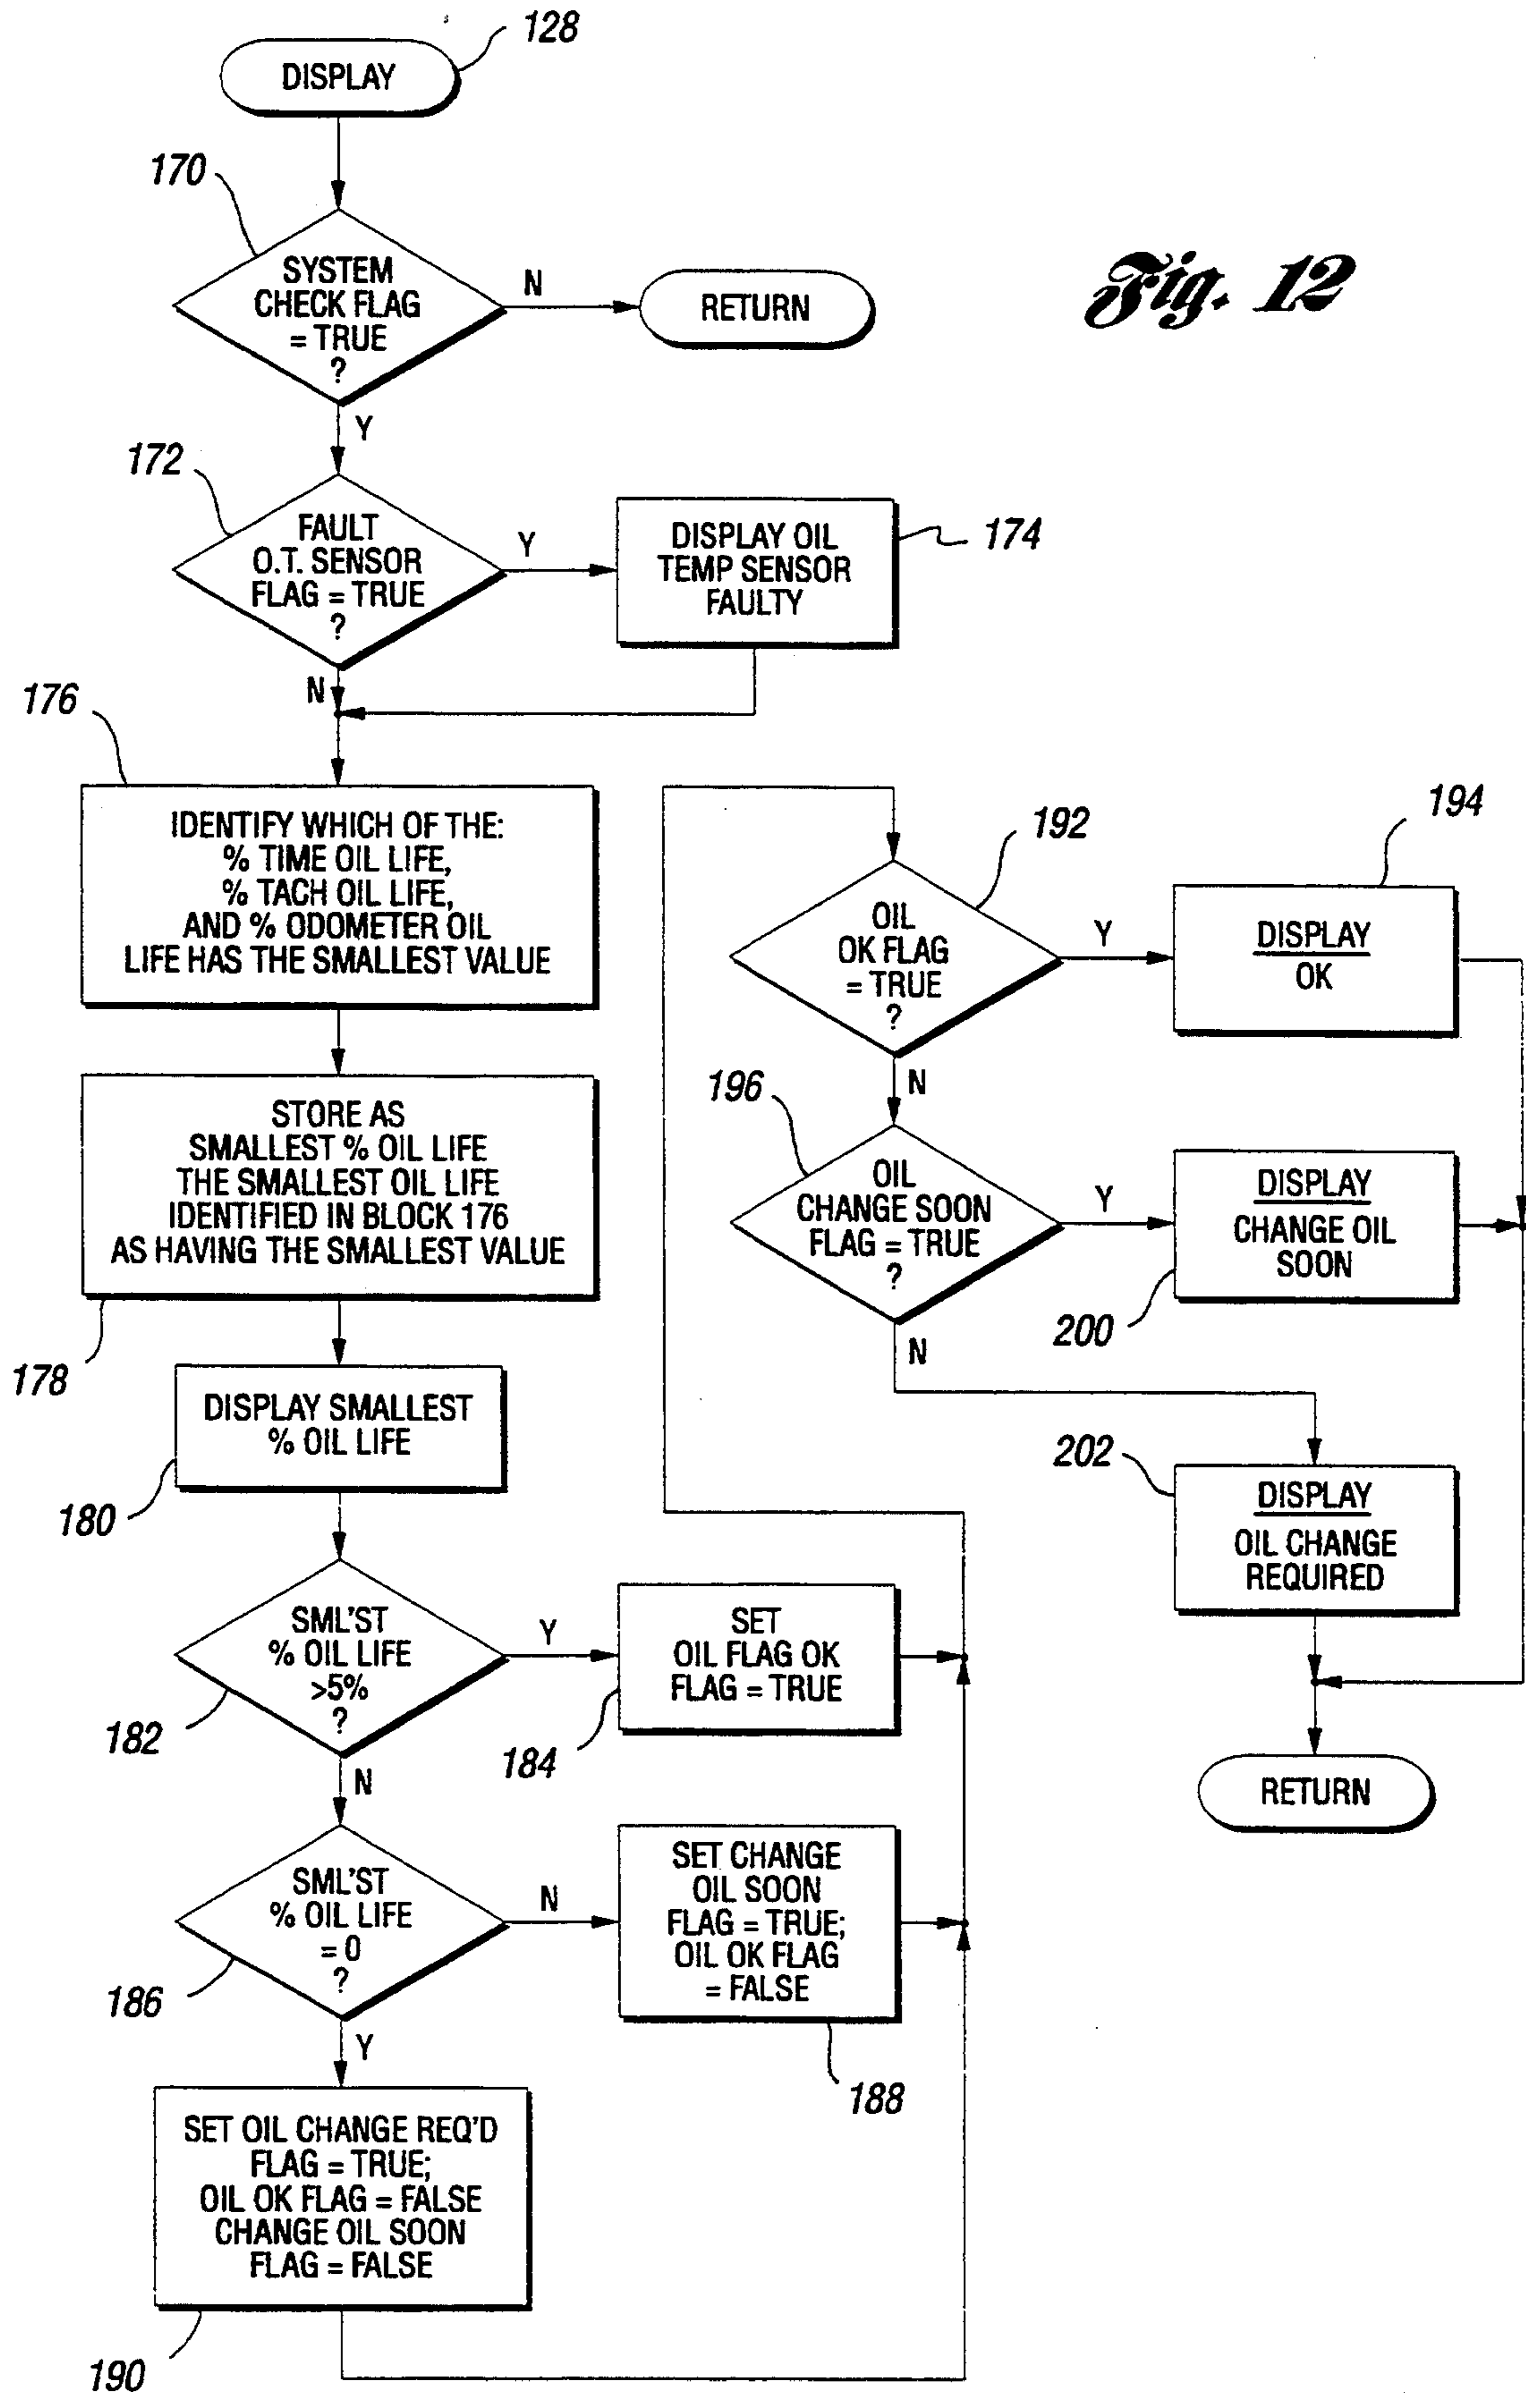 128
DISPLAY
170
SYSTEM
CHECK FLAG
= TRUE
?
N
RETURN
Fig. 12
Y
172
FAULT
O.T. SENSOR
FLAG = TRUE
?
Y
DISPLAY OIL
TEMP SENSOR
FAULTY
174
N
176
IDENTIFY WHICH OF THE:
% TIME OIL LIFE,
% TACH OIL LIFE,
AND % ODOMETER OIL
LIFE HAS THE SMALLEST VALUE
STORE AS
SMALLEST % OIL LIFE
THE SMALLEST OIL LIFE
IDENTIFIED IN BLOCK 176
AS HAVING THE SMALLEST VALUE
178
DISPLAY SMALLEST
% OIL LIFE
180
SML'ST
% OIL LIFE
>5%
?
182
Y
SET
OIL FLAG OK
FLAG = TRUE
184
N
SML'ST
% OIL LIFE
= 0
?
186
N
SET CHANGE
OIL SOON
FLAG = TRUE;
OIL OK FLAG
= FALSE
188
Y
SET OIL CHANGE REQ'D
FLAG = TRUE;
OIL OK FLAG = FALSE
CHANGE OIL SOON
FLAG = FALSE
190
192
OIL
OK FLAG
= TRUE
?
Y
194
DISPLAY
OK
N
196
OIL
CHANGE SOON
FLAG = TRUE
?
Y
DISPLAY
CHANGE OIL
SOON
200
N
202
DISPLAY
OIL CHANGE
REQUIRED
RETURN